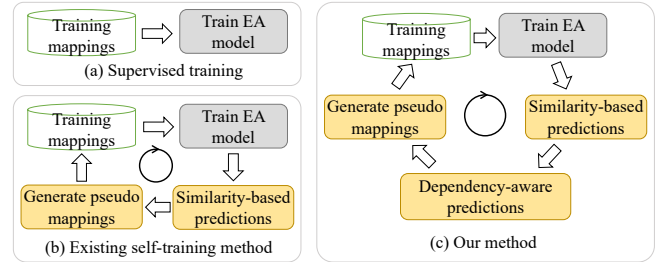 Training
mappings
Train EA
model
(a) Supervised training
Training
mappings
Train EA
model
Generate pseudo
mappings
Similarity-based
predictions
(b) Existing self-training method
Training
mappings
Train EA
model
Generate pseudo
mappings
Similarity-based
predictions
Dependency-aware
predictions
(c) Our method